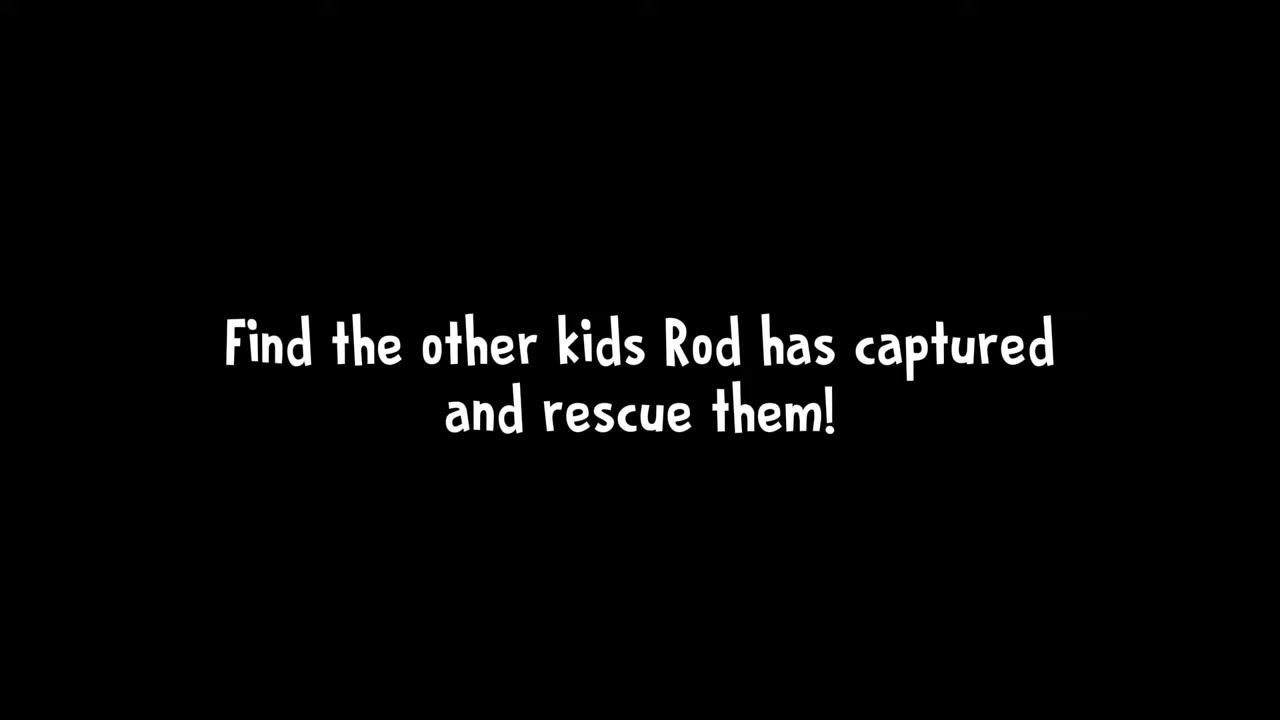 Find the other kids Rod has captured
and rescue them!